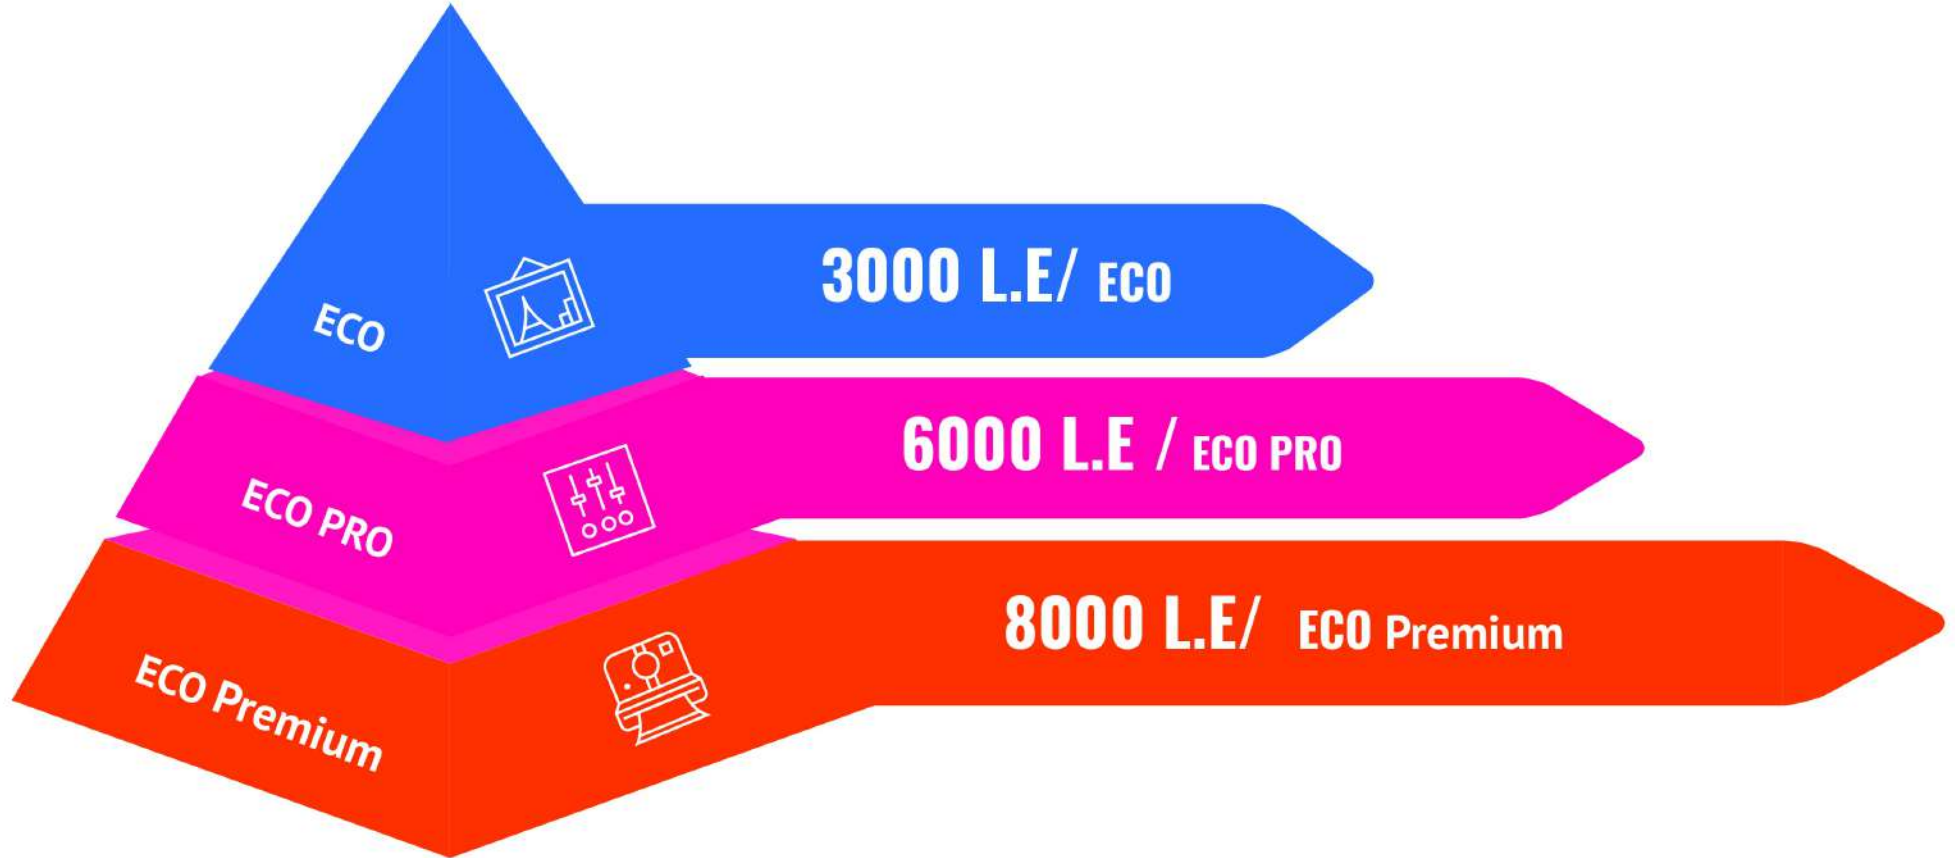 ECO
3000 L.E/ ECO
ECO PRO
6000 L.E / ECO PRO
ECO Premium
8000 L.E/ ECO Premium